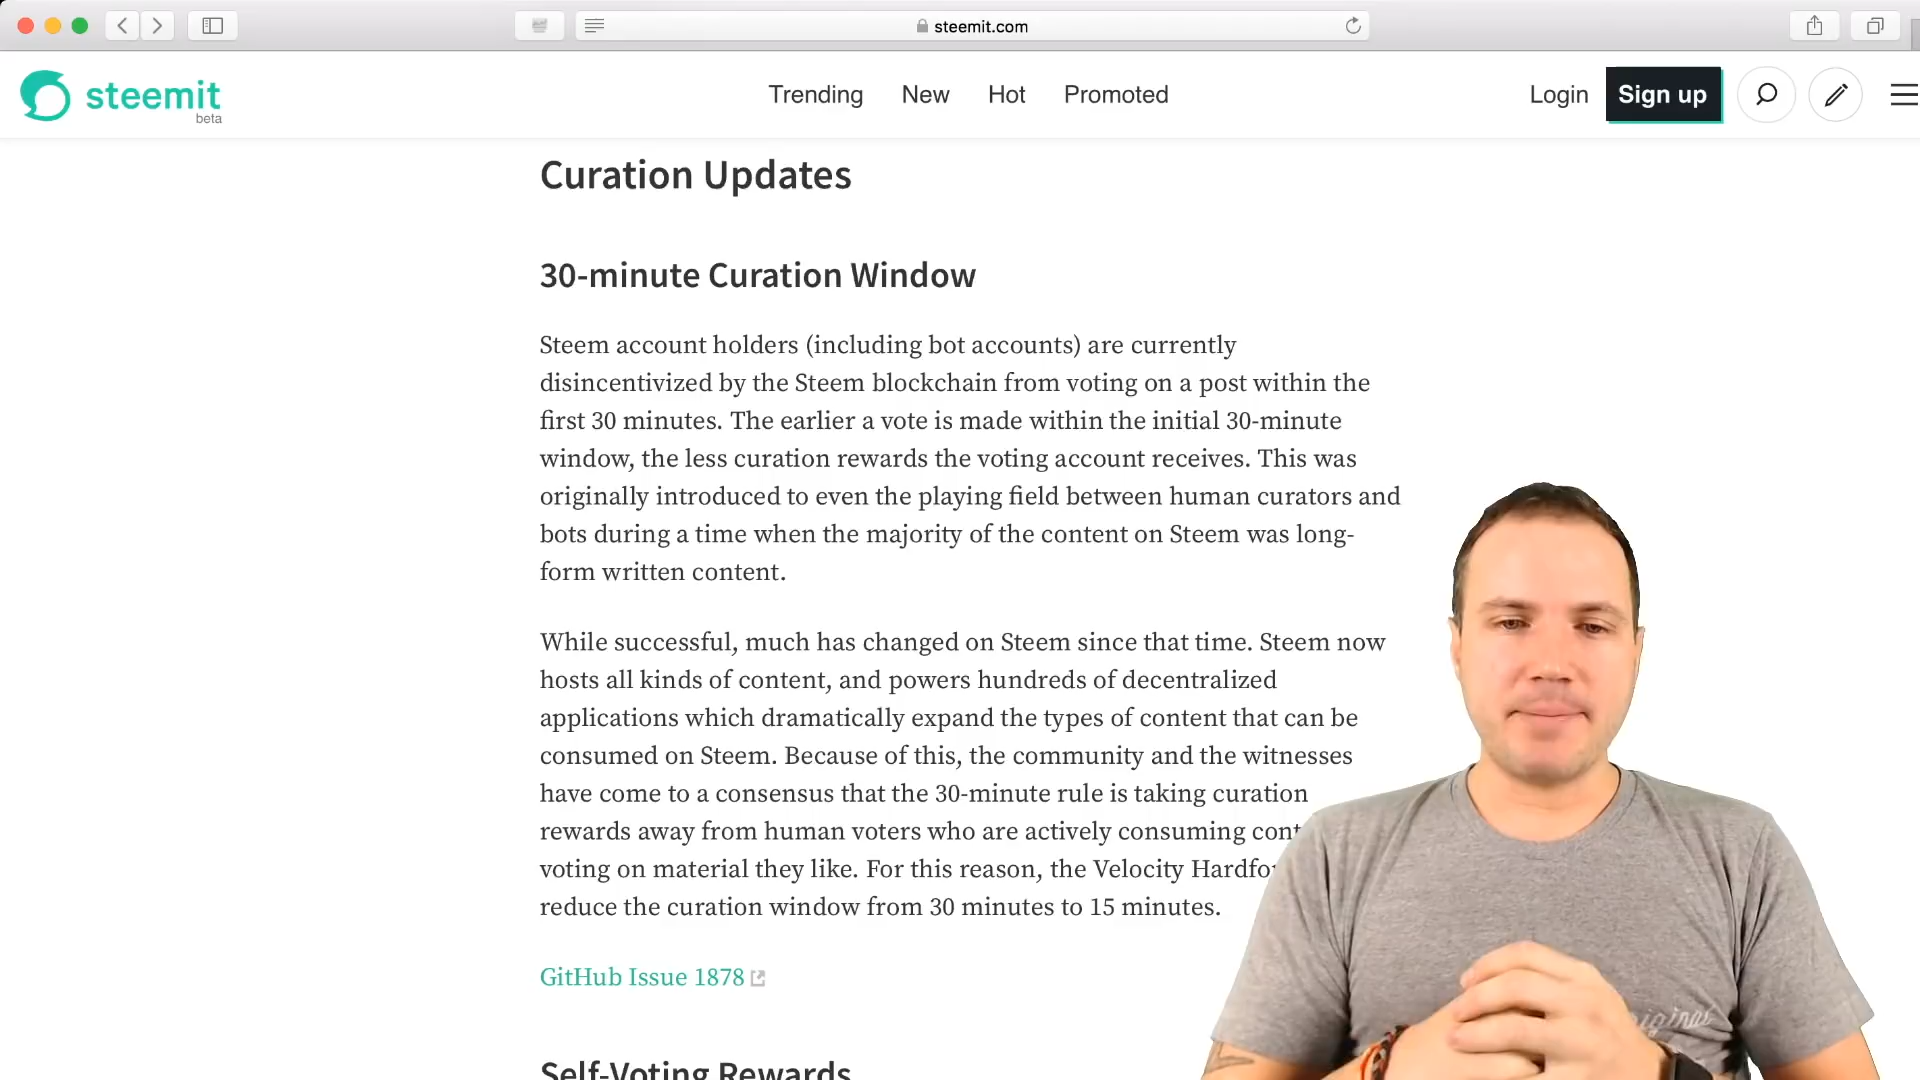 steemit.com
steemit
beta
Trending New Hot Promoted
Login Sign up
Curation Updates
30-minute Curation Window
Steem account holders (including bot accounts) are currently
disincentivized by the Steem blockchain from voting on a post within the
first 30 minutes. The earlier a vote is made within the initial 30-minute
window, the less curation rewards the voting account receives. This was
originally introduced to even the playing field between human curators and
bots during a time when the majority of the content on Steem was long-
form written content.
While successful, much has changed on Steem since that time. Steem now
hosts all kinds of content, and powers hundreds of decentralized
applications which dramatically expand the types of content that can be
consumed on Steem. Because of this, the community and the witnesses
have come to a consensus that the 30-minute rule is taking curation
rewards away from human voters who are actively consuming cont
voting on material they like. For this reason, the Velocity Hardfo
reduce the curation window from 30 minutes to 15 minutes.
GitHub Issue 1878
Self-Voting Rewards